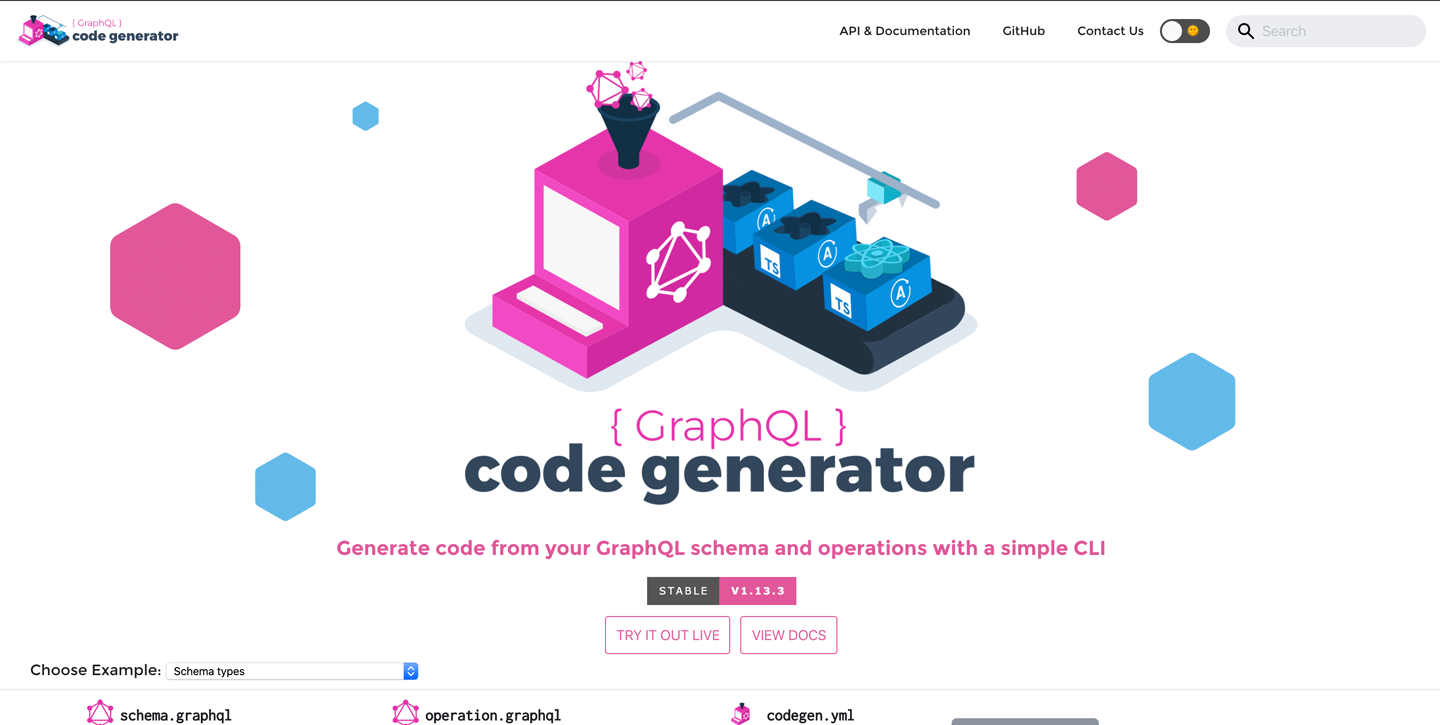 { GraphQL }
code generator
API & Documentation
GitHub
Contact Us
Search
TS
TS
{ GraphQL }
code generator
Generate code from your GraphQL schema and operations with a simple CLI
STABLE V1.13.3
TRY IT OUT LIVE
VIEW DOCS
Choose Example: Schema types
schema.graphql
operation.graphql
codegen.yml